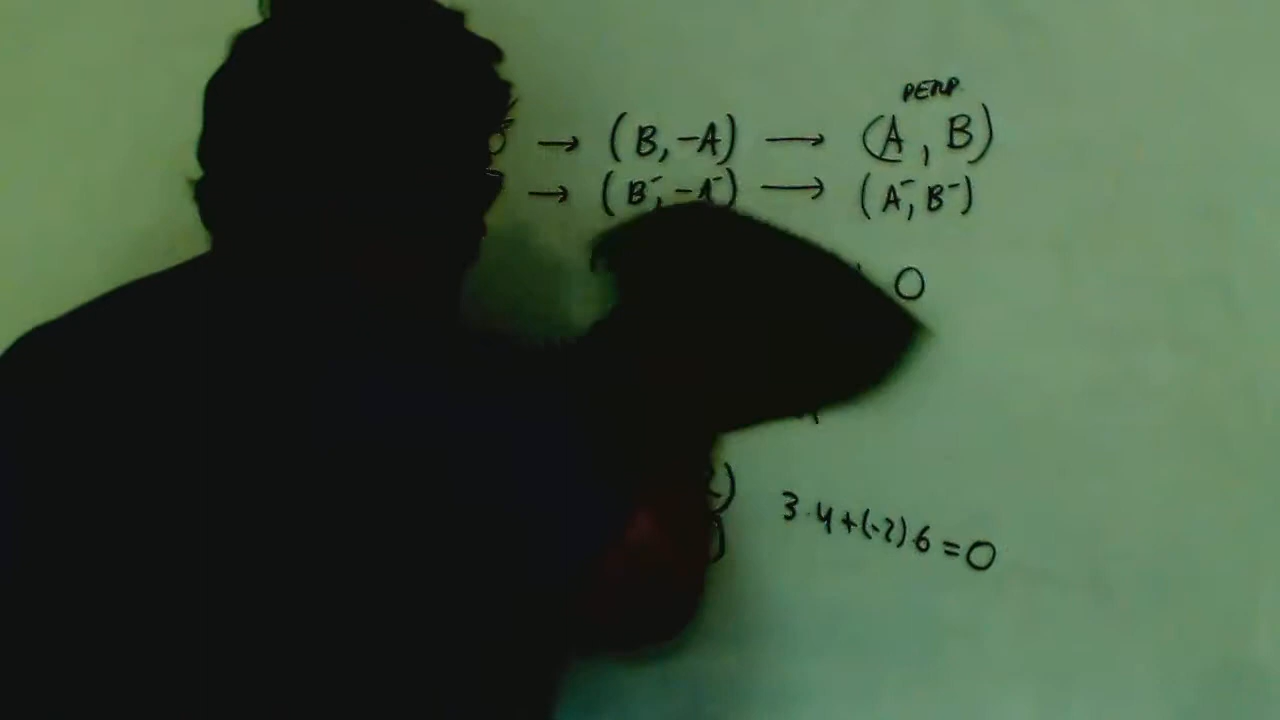 PERP
→ (B, -A) → (A, B)
→ (B⁻, -A⁻) → (A⁻, B⁻)
0
)
)
3·4+(-2)6=0